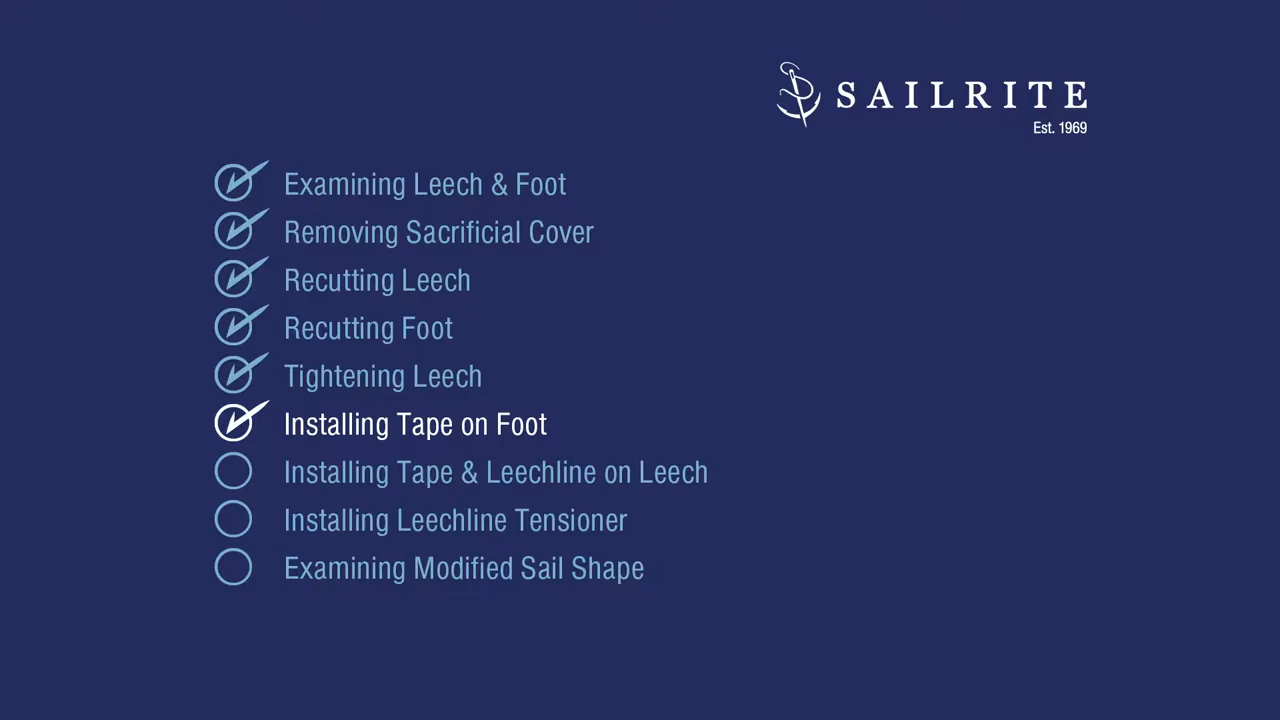 SAILRITE
Est. 1969
Examining Leech & Foot
Removing Sacrificial Cover
Recutting Leech
Recutting Foot
Tightening Leech
Installing Tape on Foot
Installing Tape & Leechline on Leech
Installing Leechline Tensioner
Examining Modified Sail Shape